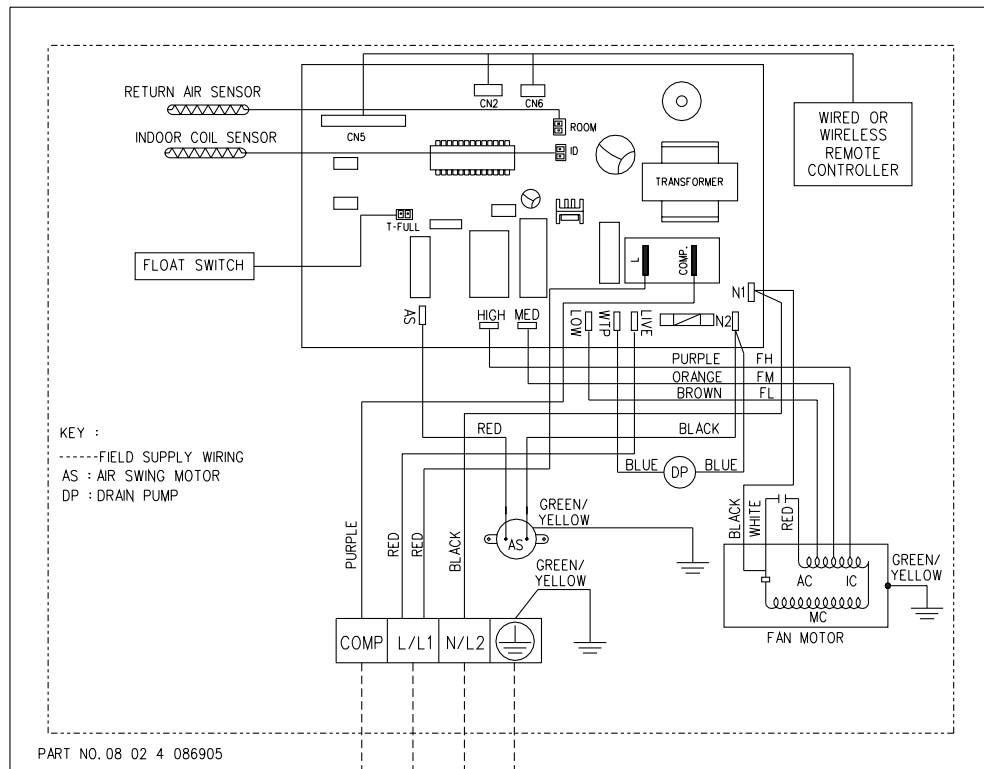 RETURN AIR SENSOR
INDOOR COIL SENSOR
CN5
CN2
CN6
ROOM
ID
TRANSFORMER
WIRED OR
WIRELESS
REMOTE
CONTROLLER
T-FULL
FLOAT SWITCH
L
COMP.
AS
HIGH
MED
LOW
WTP
LIVE
N1
N2
PURPLE FH
ORANGE FM
BROWN FL
RED
BLACK
BLUE
DP
BLUE
KEY :
------FIELD SUPPLY WIRING
AS : AIR SWING MOTOR
DP : DRAIN PUMP
PURPLE
RED
RED
BLACK
AS
GREEN/
YELLOW
GREEN/
YELLOW
BLACK
WHITE
RED
AC
IC
MC
FAN MOTOR
GREEN/
YELLOW
COMP
L/L1
N/L2
PART NO. 08 02 4 086905